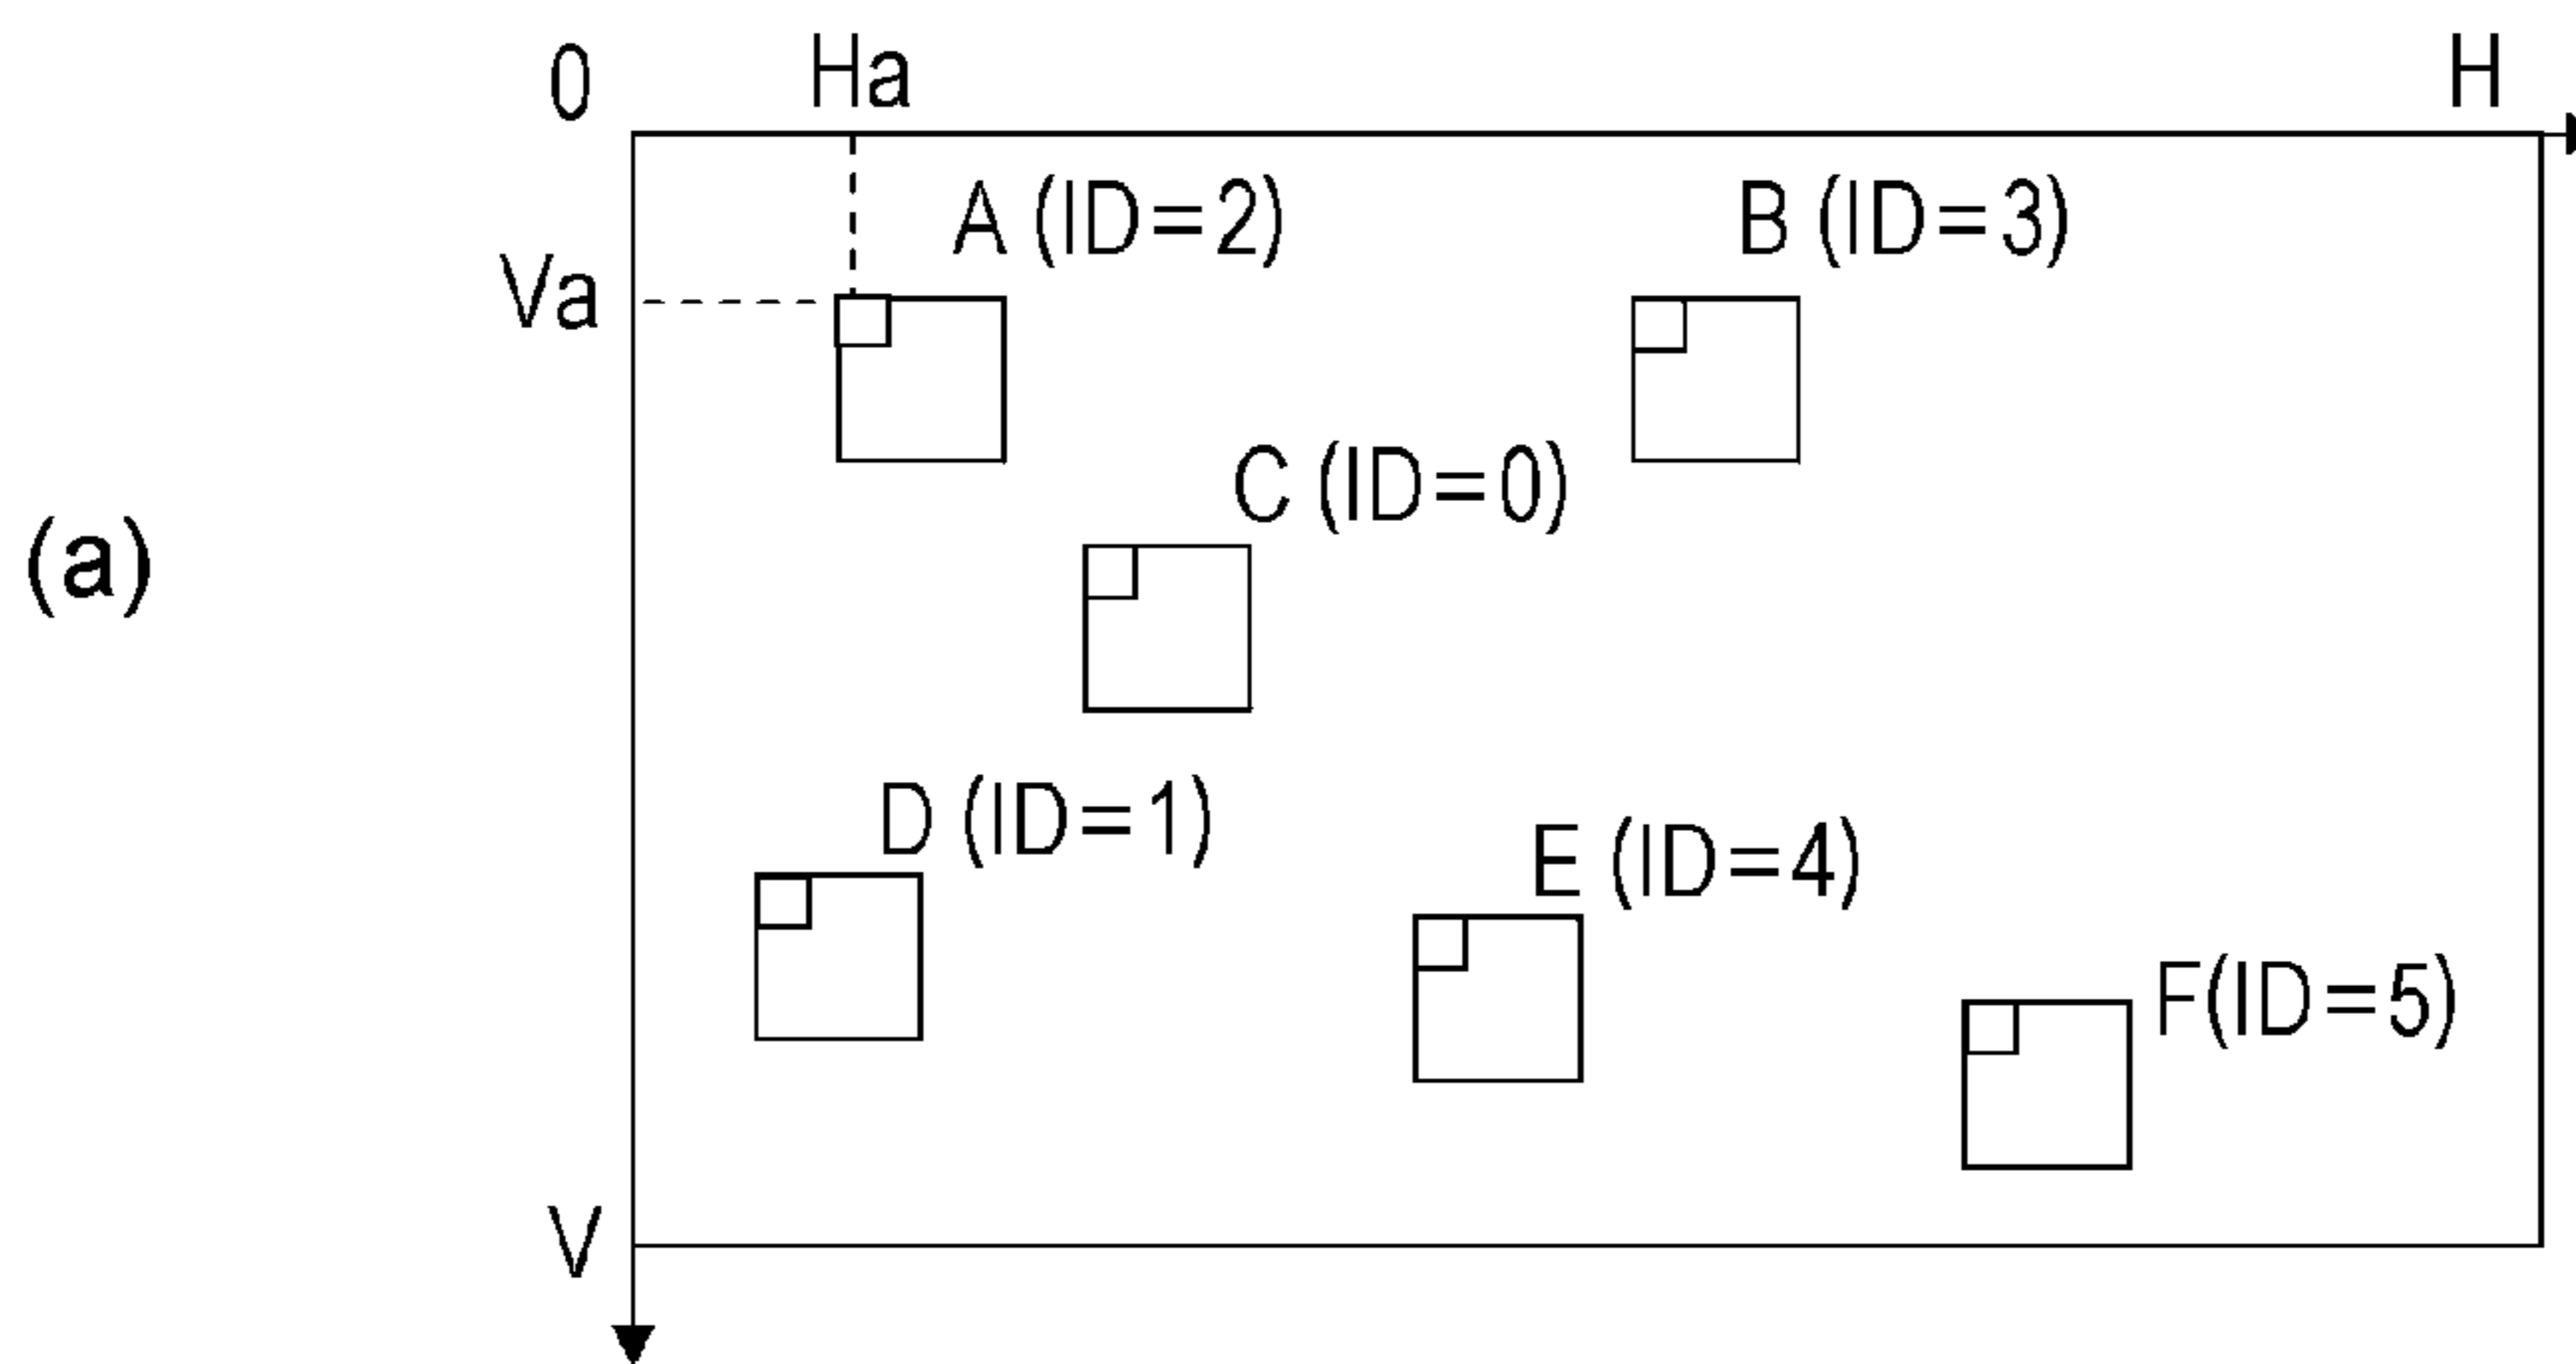 0 Ha H
A (ID=2) B (ID=3)
Va
C (ID=0)
(a)
D (ID=1) E (ID=4)
F(ID=5)
V